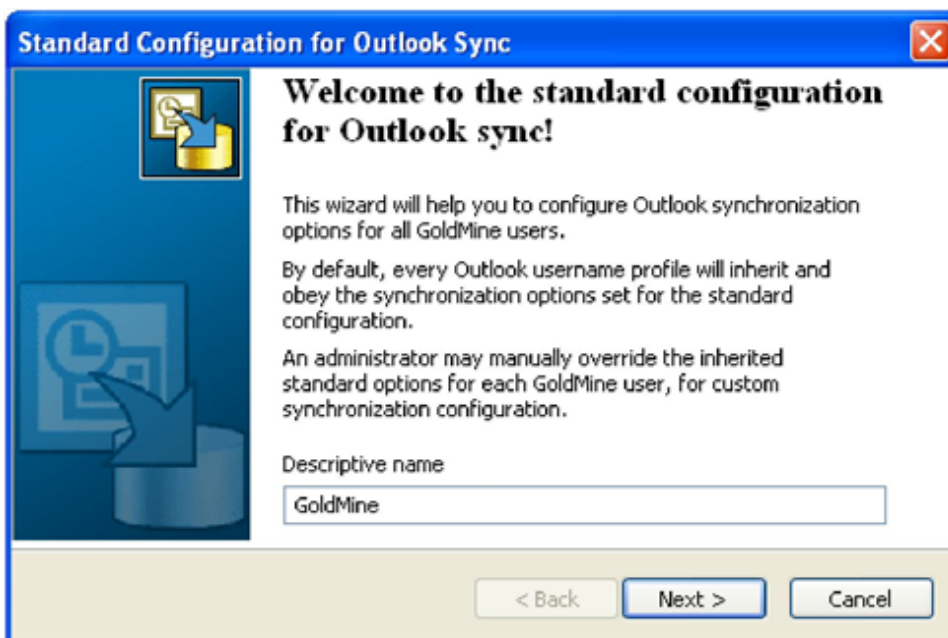 Standard Configuration for Outlook Sync
Welcome to the standard configuration
for Outlook sync!
This wizard will help you to configure Outlook synchronization
options for all GoldMine users.
By default, every Outlook username profile will inherit and
obey the synchronization options set for the standard
configuration.
An administrator may manually override the inherited
standard options for each GoldMine user, for custom
synchronization configuration.
Descriptive name
GoldMine
< Back
Next >
Cancel